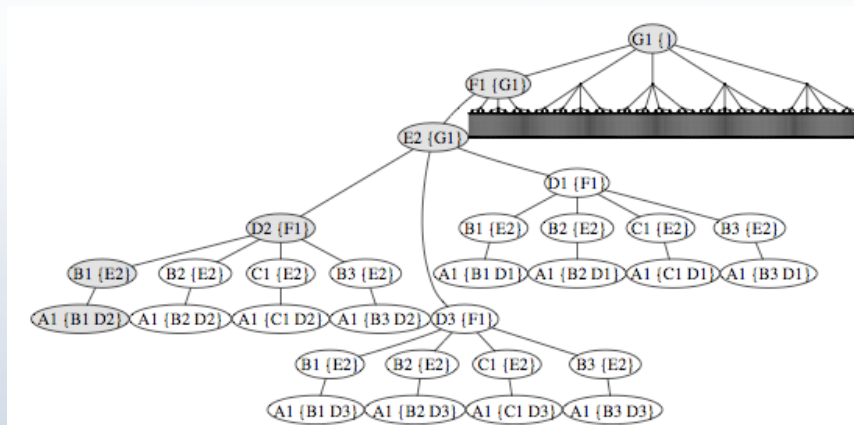 G1 {}
F1 {G1}
E2 {G1}
D1 {F1}
D2 {F1}
B1 {E2} B2 {E2} C1 {E2} B3 {E2}
B1 {E2} B2 {E2} C1 {E2} B3 {E2}
A1 {B1 D1} A1 {B2 D1} A1 {C1 D1} A1 {B3 D1}
A1 {B1 D2} A1 {B2 D2} A1 {C1 D2} A1 {B3 D2} D3 {F1}
B1 {E2} B2 {E2} C1 {E2} B3 {E2}
A1 {B1 D3} A1 {B2 D3} A1 {C1 D3} A1 {B3 D3}